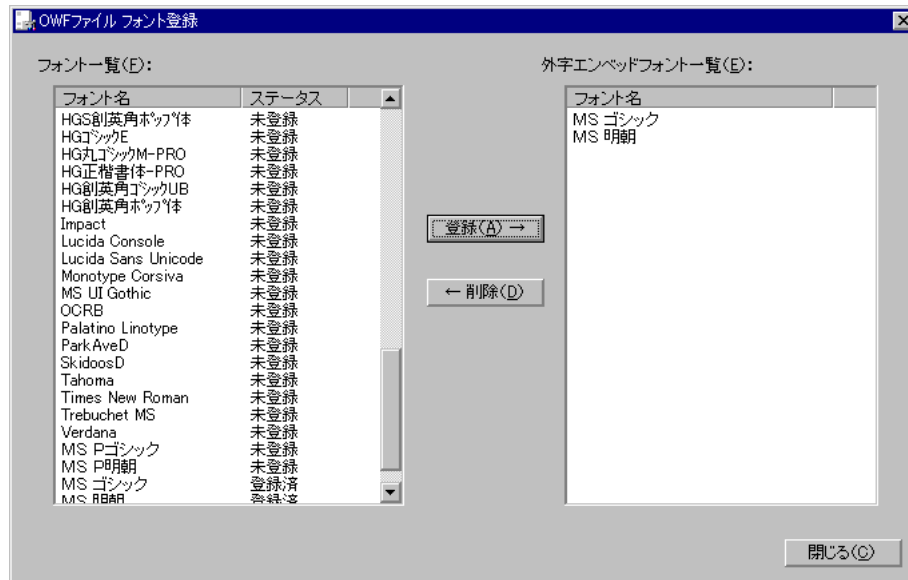 OWFファイル フォント登録
フォント一覧(F):
フォント名 ステータス
HGS創英角ポップ体 未登録
HGゴシックE 未登録
HG丸ゴシックM-PRO 未登録
HG正楷書体-PRO 未登録
HG創英角ゴシックUB 未登録
HG創英角ポップ体 未登録
Impact 未登録
Lucida Console 未登録
Lucida Sans Unicode 未登録
Monotype Corsiva 未登録
MS UI Gothic 未登録
OCRB 未登録
Palatino Linotype 未登録
ParkAveD 未登録
SkidoosD 未登録
Tahoma 未登録
Times New Roman 未登録
Trebuchet MS 未登録
Verdana 未登録
MS Pゴシック 未登録
MS P明朝 未登録
MS ゴシック 登録済
MS 明朝 登録済
登録(A) →
← 削除(D)
外字エンベッドフォント一覧(E):
フォント名
MS ゴシック
MS 明朝
閉じる(C)